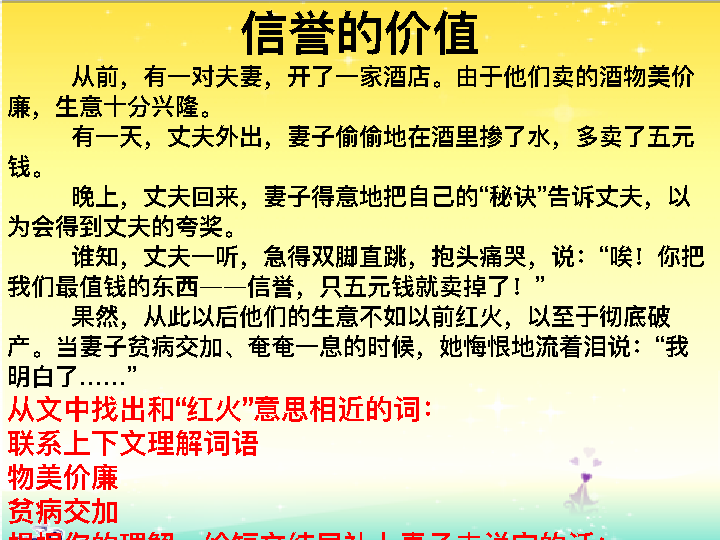 信誉的价值
从前，有一对夫妻，开了一家酒店。由于他们卖的酒物美价
廉，生意十分兴隆。
有一天，丈夫外出，妻子偷偷地在酒里掺了水，多卖了五元
钱。
晚上，丈夫回来，妻子得意地把自己的“秘诀”告诉丈夫，以
为会得到丈夫的夸奖。
谁知，丈夫一听，急得双脚直跳，抱头痛哭，说：“唉！你把
我们最值钱的东西——信誉，只五元钱就卖掉了！”
果然，从此以后他们的生意不如以前红火，以至于彻底破
产。当妻子贫病交加、奄奄一息的时候，她悔恨地流着泪说：“我
明白了……”
从文中找出和“红火”意思相近的词：
联系上下文理解词语
物美价廉
贫病交加